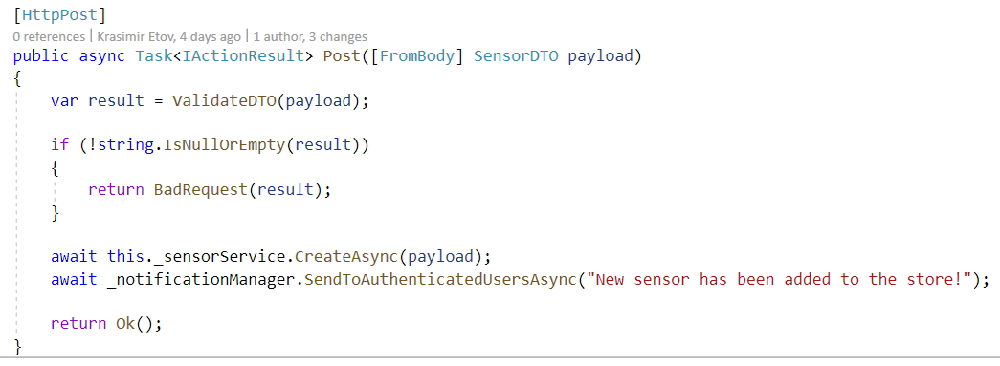 [HttpPost]
0 references | Krasimir Etov, 4 days ago | 1 author, 3 changes
public async Task<IActionResult> Post([FromBody] SensorDTO payload)
{
    var result = ValidateDTO(payload);

    if (!string.IsNullOrEmpty(result))
    {
        return BadRequest(result);
    }

    await this._sensorService.CreateAsync(payload);
    await _notificationManager.SendToAuthenticatedUsersAsync("New sensor has been added to the store!");

    return Ok();
}